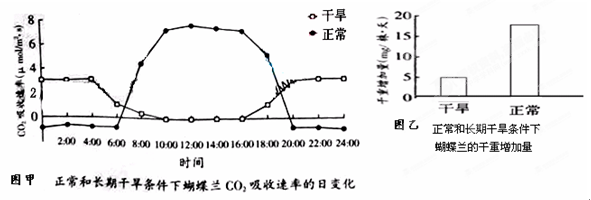 CO₂ 吸收速率(μ mol/m²·s)
8
6
4
2
0
干旱
正常
2:00 4:00 6:00 8:00 10:00 12:00 14:00 16:00 18:00 20:00 22:00 24:00
时间
图甲 正常和长期干旱条件下蝴蝶兰CO₂吸收速率的日变化
干重增加量(mg/株·天)
20
15
10
5
0
干旱 正常
图乙 正常和长期干旱条件下
蝴蝶兰的干重增加量